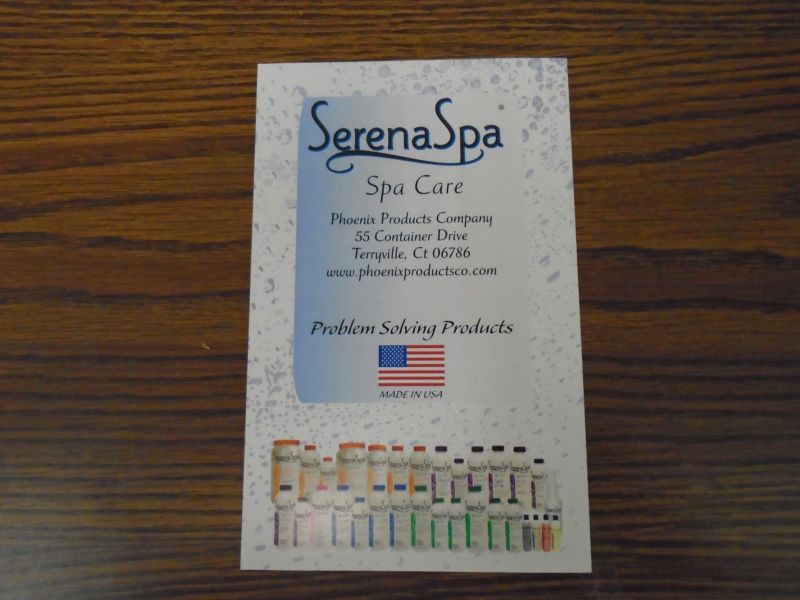 SerenaSpa®
Spa Care
Phoenix Products Company
55 Container Drive
Terryville, Ct 06786
www.phoenixproductsco.com
Problem Solving Products
MADE IN USA